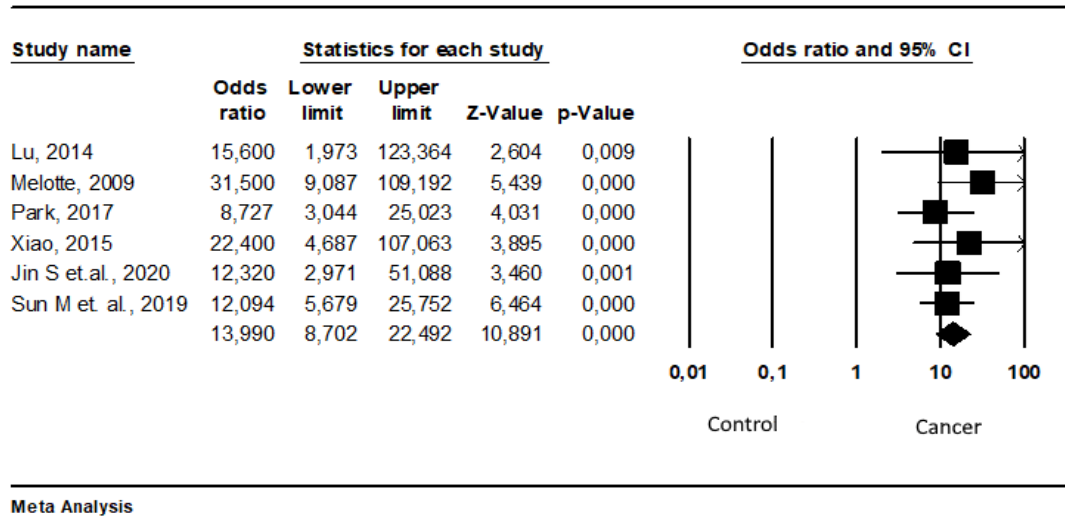 Study name Statistics for each study Odds ratio and 95% CI
Odds Lower Upper
ratio limit limit Z-Value p-Value
Lu, 2014 15,600 1,973 123,364 2,604 0,009
Melotte, 2009 31,500 9,087 109,192 5,439 0,000
Park, 2017 8,727 3,044 25,023 4,031 0,000
Xiao, 2015 22,400 4,687 107,063 3,895 0,000
Jin S et.al., 2020 12,320 2,971 51,088 3,460 0,001
Sun M et. al., 2019 12,094 5,679 25,752 6,464 0,000
13,990 8,702 22,492 10,891 0,000
0,01 0,1 1 10 100
Control Cancer
Meta Analysis